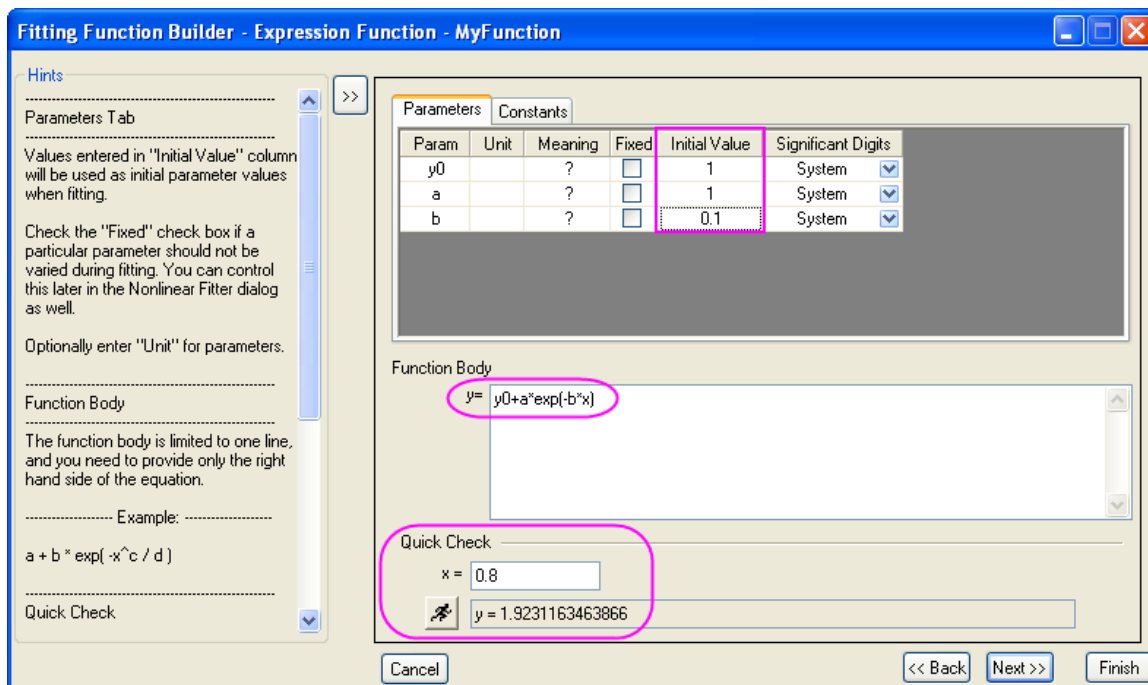 Fitting Function Builder - Expression Function - MyFunction
Hints
Parameters Tab
Values entered in "Initial Value" column
will be used as initial parameter values
when fitting.
Check the "Fixed" check box if a
particular parameter should not be
varied during fitting. You can control
this later in the Nonlinear Fitter dialog
as well.
Optionally enter "Unit" for parameters.
Function Body
The function body is limited to one line,
and you need to provide only the right
hand side of the equation.
-------------------- Example: --------------------
a + b * exp( -x^c / d )
Quick Check
>>
Parameters Constants
Param Unit Meaning Fixed Initial Value Significant Digits
y0 ? 1 System
a ? 1 System
b ? 0.1 System
Function Body
y= y0+a*exp(-b*x)
Quick Check
x = 0.8
y = 1.9231163463866
Cancel << Back Next >> Finish